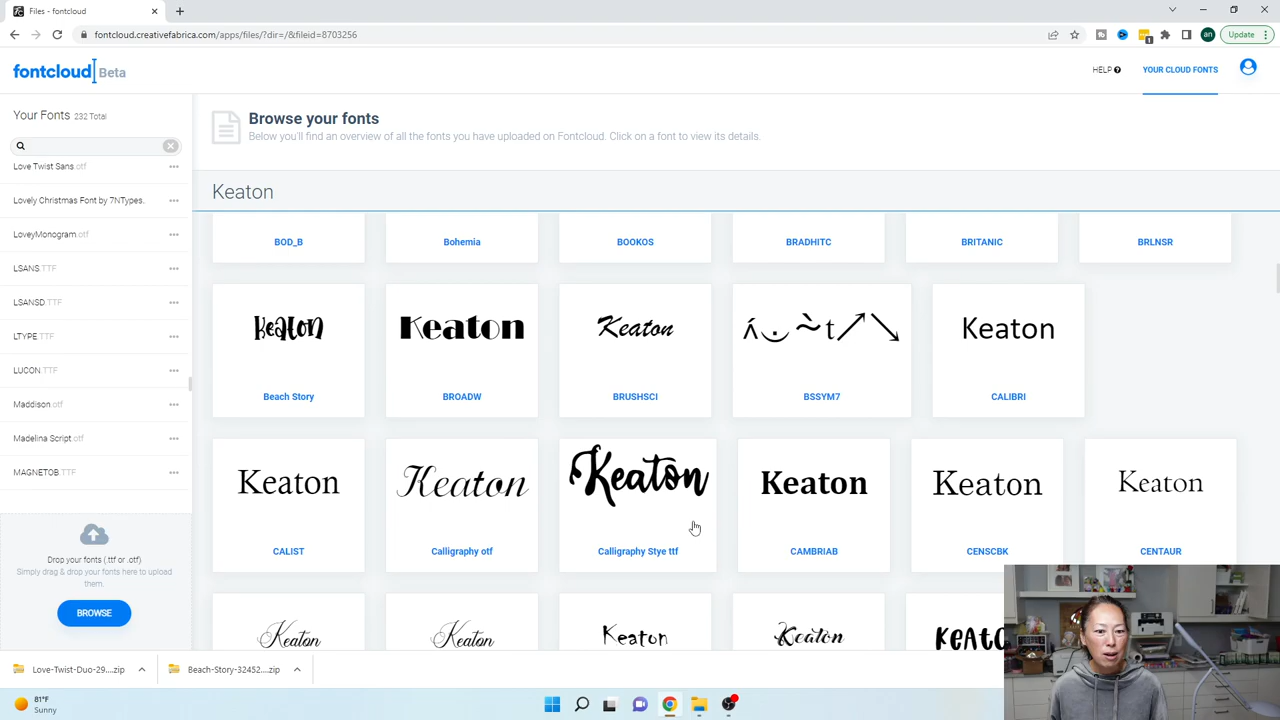 Files - fontcloud
fontcloud.creativefabrica.com/apps/files/?dir=/&fileid=8703256
an
Update
fontcloud Beta
HELP
YOUR CLOUD FONTS
Your Fonts 232 Total
Love Twist Sans.otf
Lovely Christmas Font by 7NTypes.
LoveyMonogram.otf
LSANS.TTF
LSANSD.TTF
LTYPE.TTF
LUCON.TTF
Maddison.otf
Madelina Script.otf
MAGNETOB.TTF
Drop your fonts (.ttf or .otf)
Simply drag & drop your fonts here to upload
them.
BROWSE
Browse your fonts
Below you'll find an overview of all the fonts you have uploaded on Fontcloud. Click on a font to view its details.
Keaton
BOD_B
Bohemia
BOOKOS
BRADHITC
BRITANIC
BRLNSR
Keaton
Keaton
Keaton
Keaton
Beach Story
BROADW
BRUSHSCI
BSSYM7
CALIBRI
Keaton
Keaton
Keaton
Keaton
Keaton
Keaton
CALIST
Calligraphy otf
Calligraphy Stye ttf
CAMBRIAB
CENSCBK
CENTAUR
Keaton
Keaton
Keaton
Keaton
Love-Twist-Duo-29....zip
Beach-Story-32452....zip
81°F
Sunny